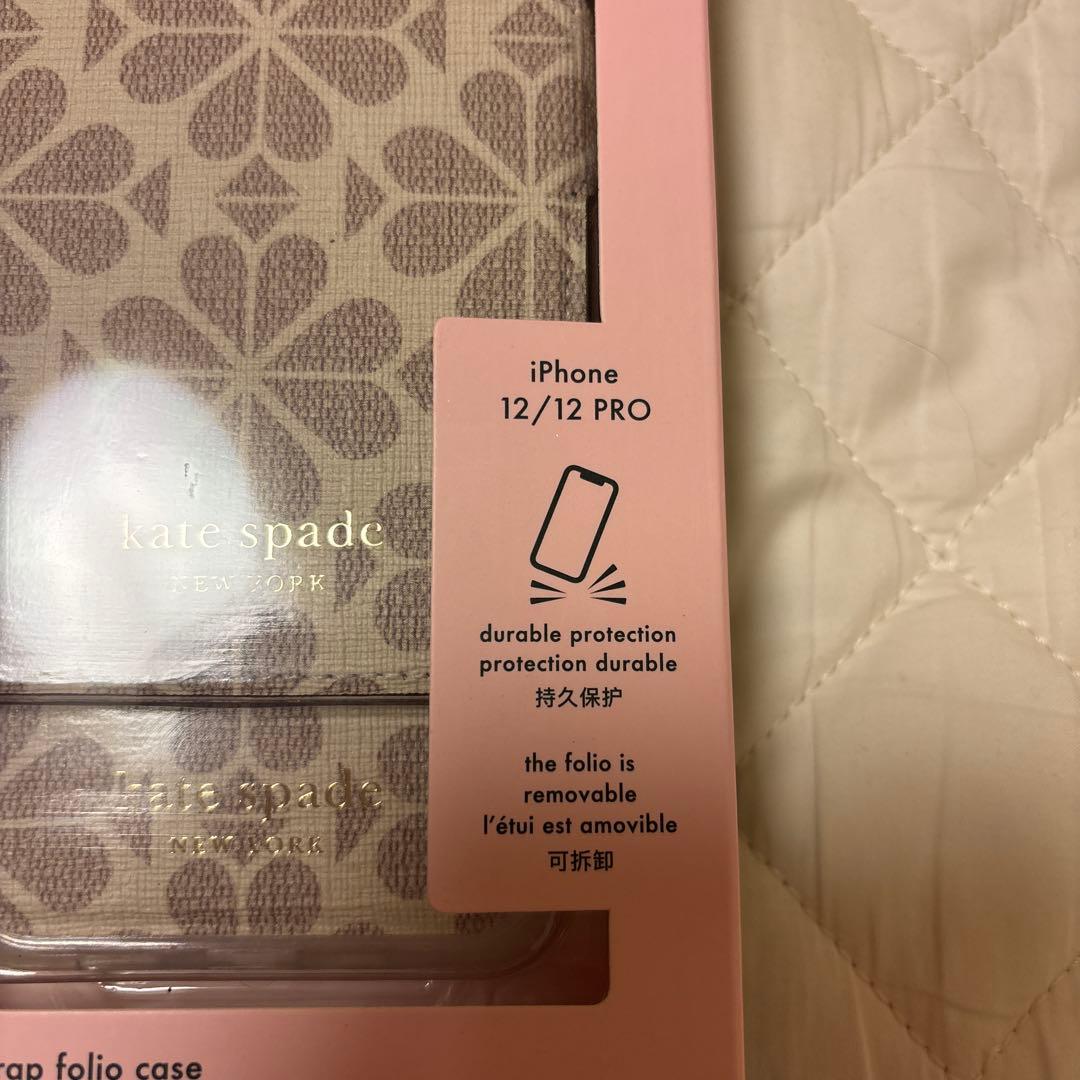 iPhone
12/12 PRO
durable protection
protection durable
持久保护
the folio is
removable
l'étui est amovible
可拆卸
kate spade
NEW YORK
kate spade
NEW YORK
folio case